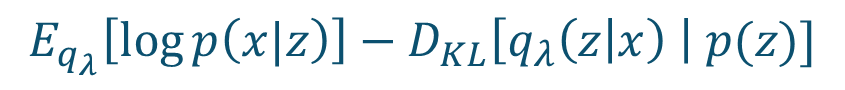 E_{q_λ}[log p(x|z)] − D_{KL}[q_λ(z|x) | p(z)]